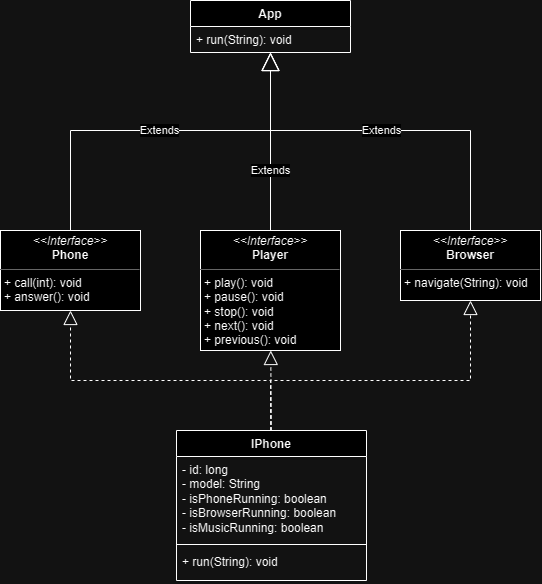 App
+ run(String): void
Extends
Extends
Extends
<<Interface>>
Phone
+ call(int): void
+ answer(): void
<<Interface>>
Player
+ play(): void
+ pause(): void
+ stop(): void
+ next(): void
+ previous(): void
<<Interface>>
Browser
+ navigate(String): void
IPhone
- id: long
- model: String
- isPhoneRunning: boolean
- isBrowserRunning: boolean
- isMusicRunning: boolean
+ run(String): void